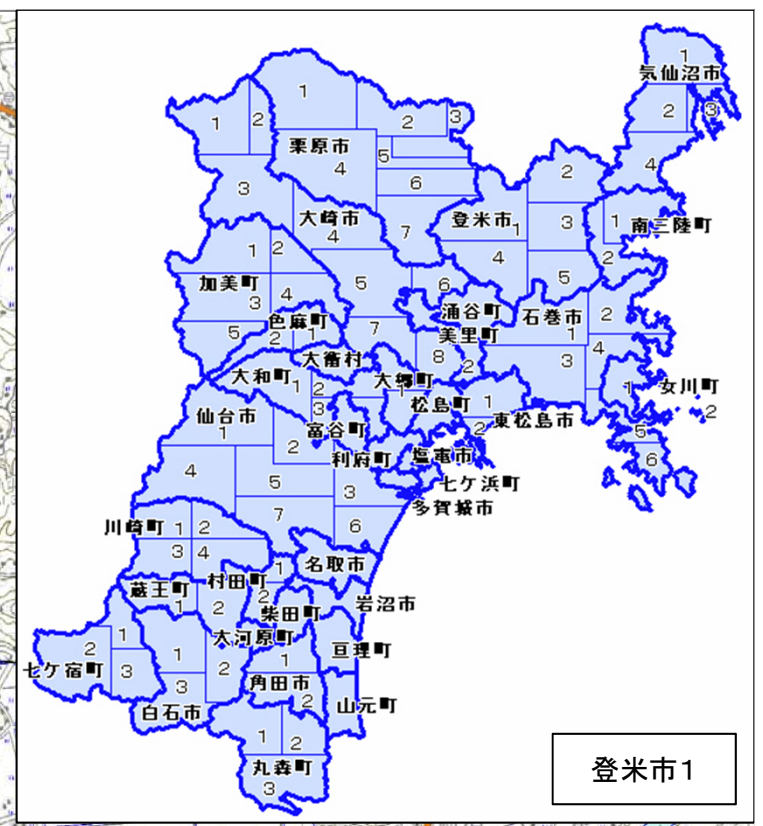 1
気仙沼市
1
1 2
2 3
2 3
栗原市
5
4
4
2
6
3
大崎市
登米市 1
3
1
南三陸町
4
7
1 2
4
2
加美町
5
6
5
3 4
涌谷町
石巻市
2
色麻町
1
5 2
7
美里町
1
4
大衡村
8
2
3
大和町 1
2
大郷町
1
1
女川町
3
松島町
1
2
仙台市
1
富谷町
2
東松島市
5
2
利府町
塩竈市
6
4
5
3
七ケ浜町
多賀城市
7
6
川崎町 1 2
3 4
1
名取市
村田町
蔵王町
1
2
2
柴田町
岩沼市
1
大河原町
2
1
2
1
亘理町
七ケ宿町 3
3
角田市
白石市
2
山元町
1 2
丸森町
3
登米市1